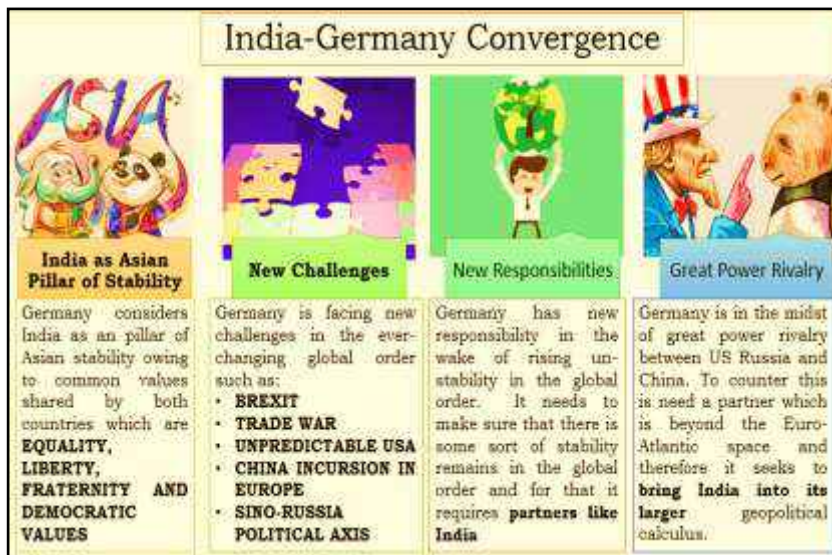 India-Germany Convergence
ASIA
India as Asian
Pillar of Stability
Germany considers
India as an pillar of
Asian stability owing
to common values
shared by both
countries which are
EQUALITY,
LIBERTY,
FRATERNITY AND
DEMOCRATIC
VALUES
New Challenges
Germany is facing new
challenges in the ever-
changing global order
such as:
• BREXIT
• TRADE WAR
• UNPREDICTABLE USA
• CHINA INCURSION IN
EUROPE
• SINO-RUSSIA
POLITICAL AXIS
New Responsibilities
Germany has new
responsibility in the
wake of rising un-
stability in the global
order. It needs to
make sure that there is
some sort of stability
remains in the global
order and for that it
requires partners like
India
Great Power Rivalry
Germany is in the midst
of great power rivalry
between US Russia and
China. To counter this
is need a partner which
is beyond the Euro-
Atlantic space and
therefore it seeks to
bring India into its
larger geopolitical
calculus.